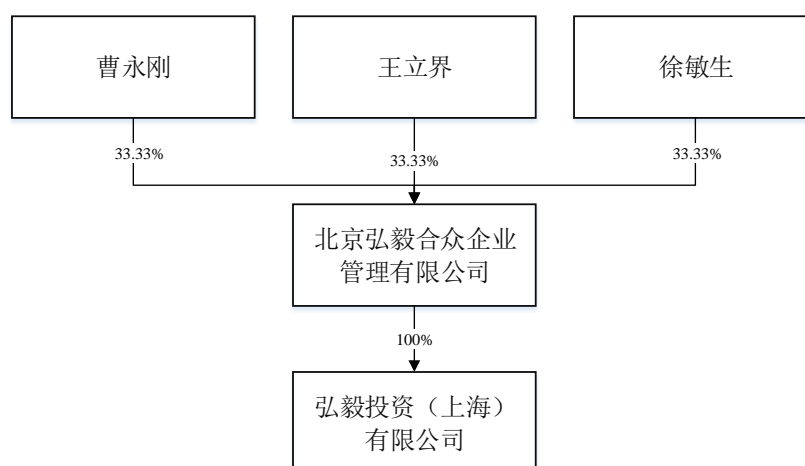 曹永刚
王立界
徐敏生
33.33%
33.33%
33.33%
北京弘毅合众企业
管理有限公司
100%
弘毅投资（上海）
有限公司